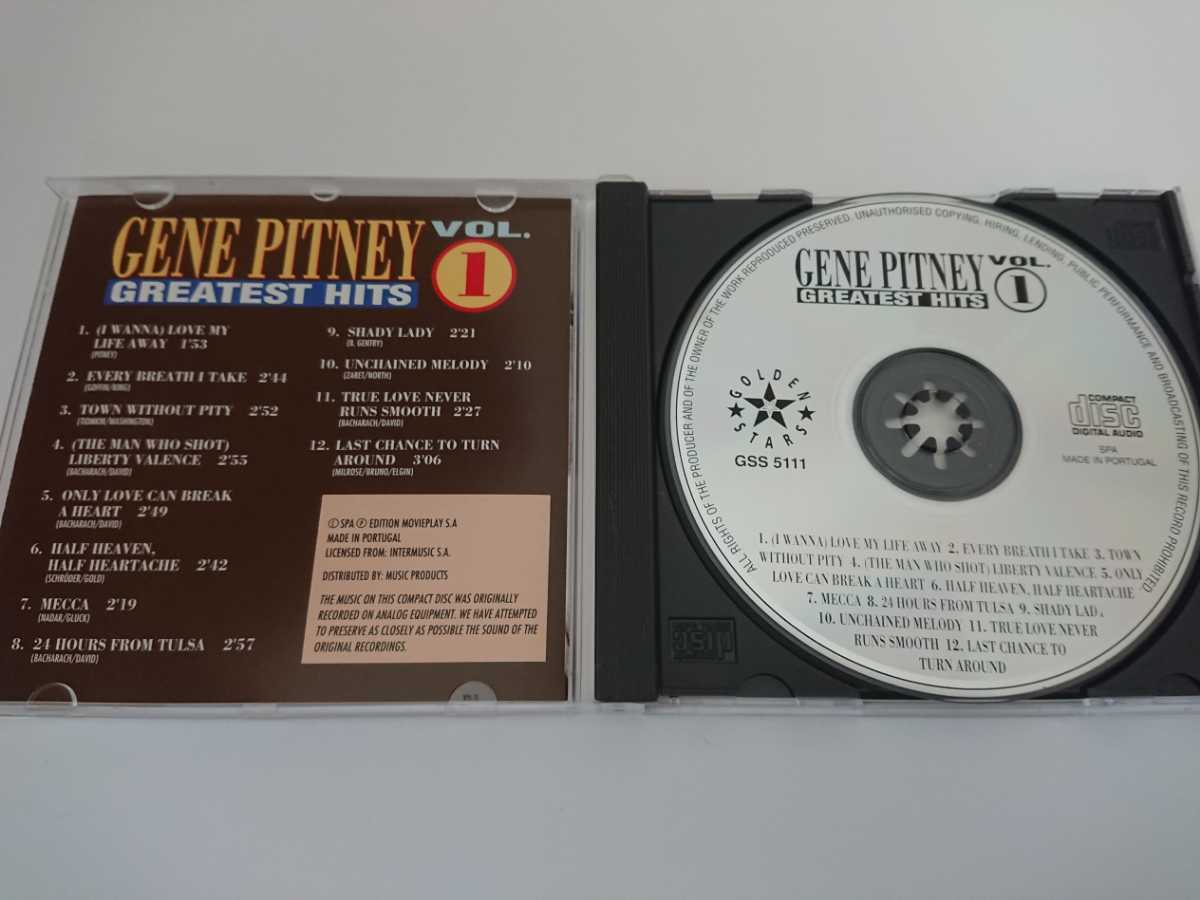 GENE PITNEY VOL.
GREATEST HITS 1
1. (I WANNA) LOVE MY
LIFE AWAY 1'53
(PITNEY)
2. EVERY BREATH I TAKE 2'44
(GOFFIN/KING)
3. TOWN WITHOUT PITY 2'52
(TIOMKIN/WASHINGTON)
4. (THE MAN WHO SHOT)
LIBERTY VALENCE 2'55
(BACHARACH/DAVID)
5. ONLY LOVE CAN BREAK
A HEART 2'49
(BACHARACH/DAVID)
6. HALF HEAVEN,
HALF HEARTACHE 2'42
(SCHRÖDER/GOLD)
7. MECCA 2'19
(NADAR/GLUCK)
8. 24 HOURS FROM TULSA 2'57
(BACHARACH/DAVID)
9. SHADY LADY 2'21
(B. GENTRY)
10. UNCHAINED MELODY 2'10
(ZARET/NORTH)
11. TRUE LOVE NEVER
RUNS SMOOTH 2'27
(BACHARACH/DAVID)
12. LAST CHANCE TO TURN
AROUND 3'06
(MILROSE/BRUNO/ELGIN)
Ⓒ SPA Ⓟ EDITION MOVIEPLAY S.A
MADE IN PORTUGAL
LICENSED FROM: INTERMUSIC S.A.
DISTRIBUTED BY: MUSIC PRODUCTS
THE MUSIC ON THIS COMPACT DISC WAS ORIGINALLY
RECORDED ON ANALOG EQUIPMENT. WE HAVE ATTEMPTED
TO PRESERVE AS CLOSELY AS POSSIBLE THE SOUND OF THE
ORIGINAL RECORDINGS.
ALL RIGHTS OF THE PRODUCER AND OF THE OWNER OF THE WORK REPRODUCED PRESERVED. UNAUTHORISED COPYING, HIRING, LENDING, PUBLIC PERFORMANCE AND BROADCASTING OF THIS RECORD PROHIBITED.
GENE PITNEY VOL.
GREATEST HITS 1
GOLDEN
STARS
GSS 5111
COMPACT
disc
DIGITAL AUDIO
SPA
MADE IN PORTUGAL
1. (I WANNA) LOVE MY LIFE AWAY 2. EVERY BREATH I TAKE 3. TOWN
WITHOUT PITY 4. (THE MAN WHO SHOT) LIBERTY VALENCE 5. ONLY
LOVE CAN BREAK A HEART 6. HALF HEAVEN, HALF HEARTACHE
7. MECCA 8. 24 HOURS FROM TULSA 9. SHADY LADY
10. UNCHAINED MELODY 11. TRUE LOVE NEVER
RUNS SMOOTH 12. LAST CHANCE TO
TURN AROUND
disc